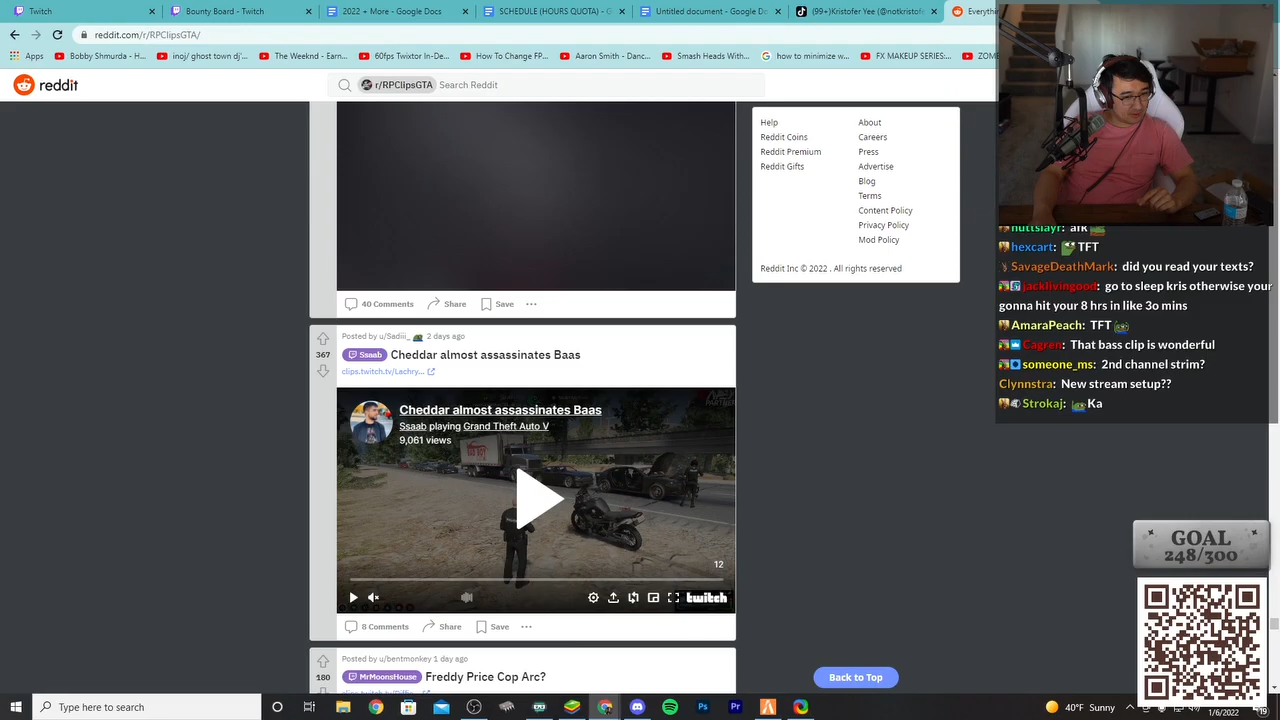 Twitch
Bounty Board - Twitch
2022 + More - Google Docs
SCHEDULE (HOURS QUOTA) - G
Untitled document - Google De
(99+)Kristofer Yee (@notkristofe
Everythi
reddit.com/r/RPClipsGTA/
Apps
Bobby Shmurda - H...
inoj/ ghost town dj'...
The Weeknd - Earn...
60fps Twixtor In-De...
How To Change FP...
Aaron Smith - Danc...
Smash Heads With...
how to minimize w...
FX MAKEUP SERIES:...
ZOM
reddit
r/RPClipsGTA
Search Reddit
Help
Reddit Coins
Reddit Premium
Reddit Gifts
About
Careers
Press
Advertise
Blog
Terms
Content Policy
Privacy Policy
Mod Policy
Reddit Inc © 2022 . All rights reserved
40 Comments
Share
Save
Posted by u/Sadiii_ 2 days ago
367
Ssaab
Cheddar almost assassinates Baas
clips.twitch.tv/Lachry...
Cheddar almost assassinates Baas
Ssaab playing Grand Theft Auto V
9,061 views
12
twitch
8 Comments
Share
Save
Posted by u/bentmonkey 1 day ago
180
MrMoonsHouse
Freddy Price Cop Arc?
Back to Top
nuttslayr: afk
hexcart: TFT
SavageDeathMark: did you read your texts?
jacklivingood: go to sleep kris otherwise your
gonna hit your 8 hrs in like 3o mins
AmaraPeach: TFT
Cagren: That bass clip is wonderful
someone_ms: 2nd channel strim?
Clynnstra: New stream setup??
Strokaj: Ka
GOAL
248/300
Type here to search
40°F Sunny
1/6/2022
19